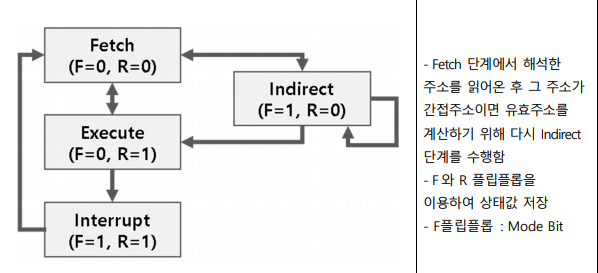 Fetch
(F=0, R=0)
Indirect
(F=1, R=0)
Execute
(F=0, R=1)
Interrupt
(F=1, R=1)
- Fetch 단계에서 해석한
주소를 읽어온 후 그 주소가
간접주소이면 유효주소를
계산하기 위해 다시 Indirect
단계를 수행함
- F와 R 플립플롭을
이용하여 상태값 저장
- F플립플롭 : Mode Bit